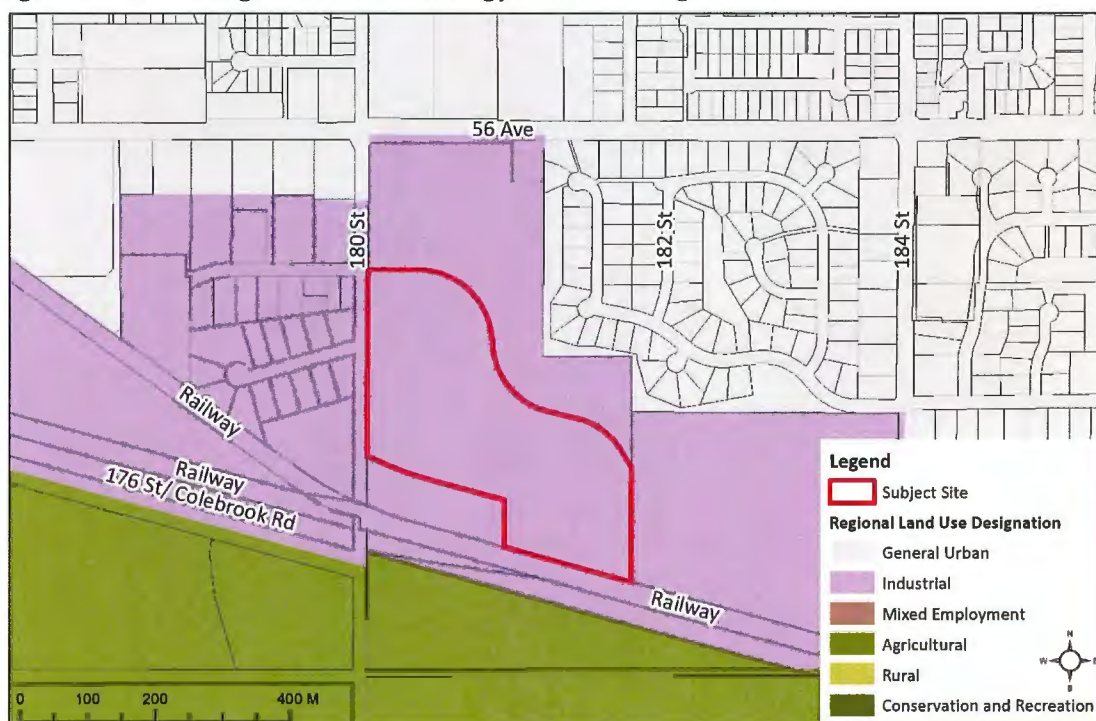 56 Ave
180 St
182 St
184 St
Railway
Railway
176 St/ Colebrook Rd
Railway
Legend
Subject Site
Regional Land Use Designation
General Urban
Industrial
Mixed Employment
Agricultural
Rural
Conservation and Recreation
N
W
E
S
0 100 200 400 M